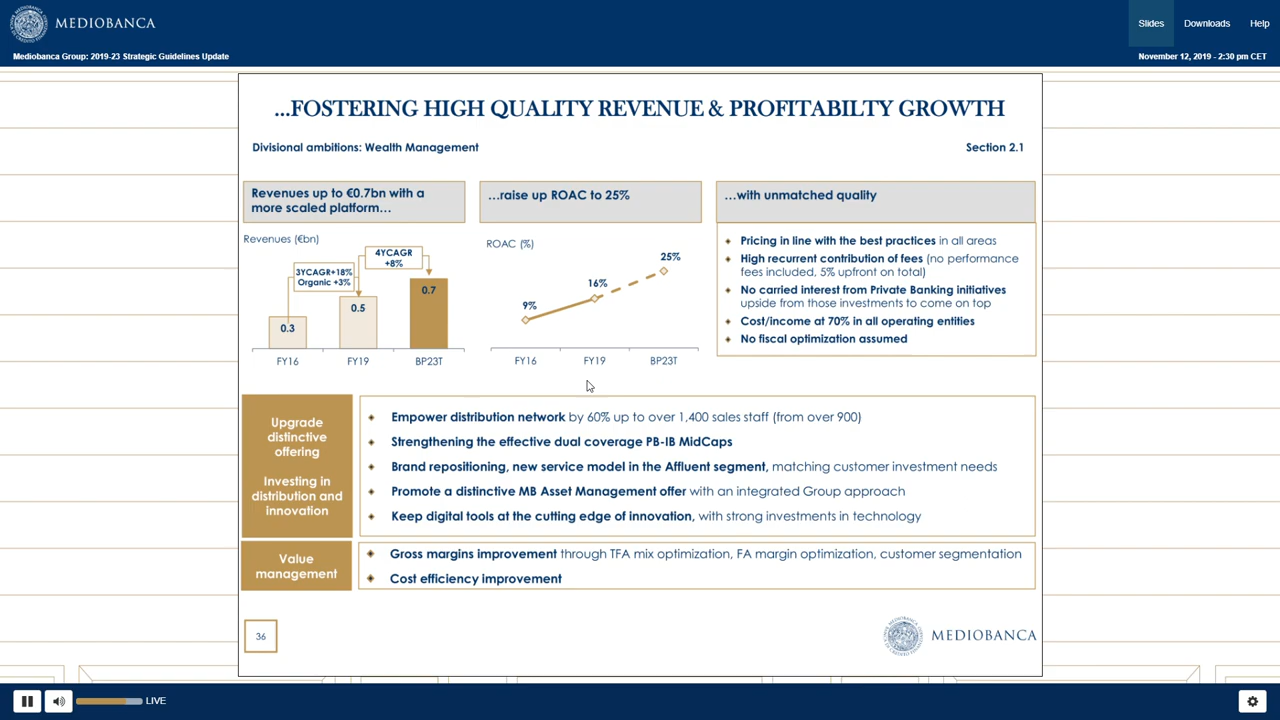 MEDIOBANCA
Slides
Downloads
Help
Mediobanca Group: 2019-23 Strategic Guidelines Update
November 12, 2019 - 2:30 pm CET
...FOSTERING HIGH QUALITY REVENUE & PROFITABILTY GROWTH
Divisional ambitions: Wealth Management
Section 2.1
Revenues up to €0.7bn with a
more scaled platform...
Revenues (€bn)
4YCAGR
+8%
3YCAGR+18%
Organic +3%
0.3
0.5
0.7
FY16
FY19
BP23T
...raise up ROAC to 25%
ROAC (%)
9%
16%
25%
FY16
FY19
BP23T
...with unmatched quality
Pricing in line with the best practices in all areas
High recurrent contribution of fees (no performance
fees included, 5% upfront on total)
No carried interest from Private Banking initiatives
upside from those investments to come on top
Cost/income at 70% in all operating entities
No fiscal optimization assumed
Upgrade
distinctive
offering
Investing in
distribution and
innovation
Empower distribution network by 60% up to over 1,400 sales staff (from over 900)
Strengthening the effective dual coverage PB-IB MidCaps
Brand repositioning, new service model in the Affluent segment, matching customer investment needs
Promote a distinctive MB Asset Management offer with an integrated Group approach
Keep digital tools at the cutting edge of innovation, with strong investments in technology
Value
management
Gross margins improvement through TFA mix optimization, FA margin optimization, customer segmentation
Cost efficiency improvement
36
MEDIOBANCA
LIVE